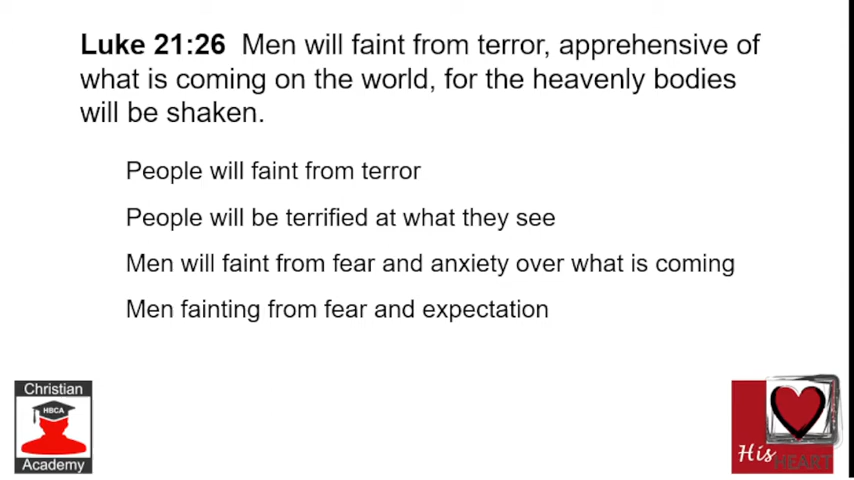 Luke 21:26 Men will faint from terror, apprehensive of
what is coming on the world, for the heavenly bodies
will be shaken.
People will faint from terror
People will be terrified at what they see
Men will faint from fear and anxiety over what is coming
Men fainting from fear and expectation
Christian
HBCA
Academy
His
HEART